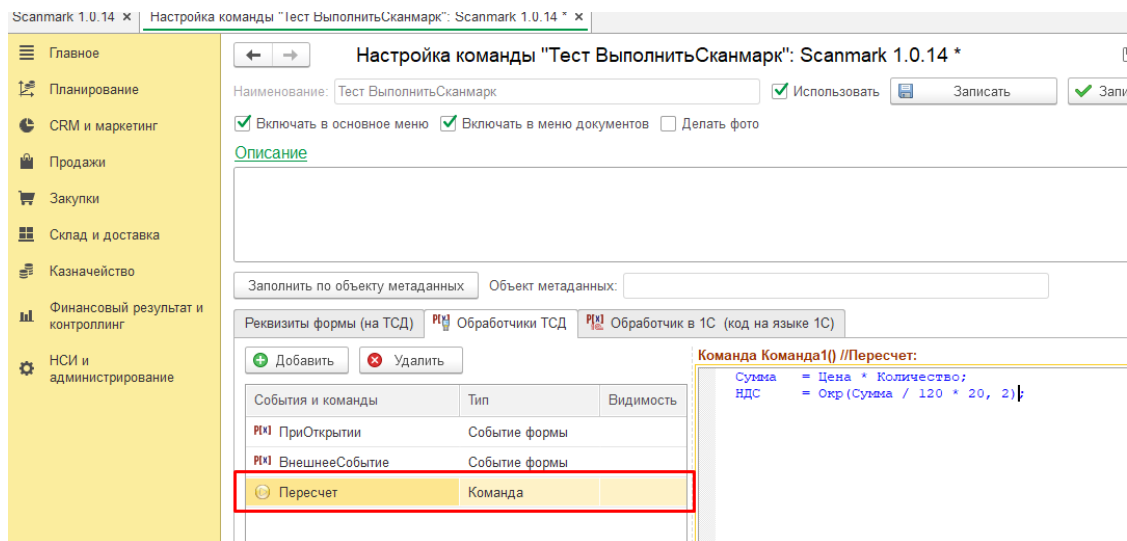 Scanmark 1.0.14 × Настройка команды "Тест ВыполнитьСканмарк": Scanmark 1.0.14 * ×
Главное
Планирование
CRM и маркетинг
Продажи
Закупки
Склад и доставка
Казначейство
Финансовый результат и
контроллинг
НСИ и
администрирование
Настройка команды "Тест ВыполнитьСканмарк": Scanmark 1.0.14 *
Наименование: Тест ВыполнитьСканмарк Использовать Записать
Включать в основное меню Включать в меню документов Делать фото
Описание
Заполнить по объекту метаданных Объект метаданных:
Реквизиты формы (на ТСД) Обработчики ТСД Обработчик в 1С (код на языке 1С)
Добавить Удалить
События и команды Тип Видимость
ПриОткрытии Событие формы
ВнешнееСобытие Событие формы
Пересчет Команда
Команда Команда1() //Пересчет:
Сумма = Цена * Количество;
НДС = Окр(Сумма / 120 * 20, 2);